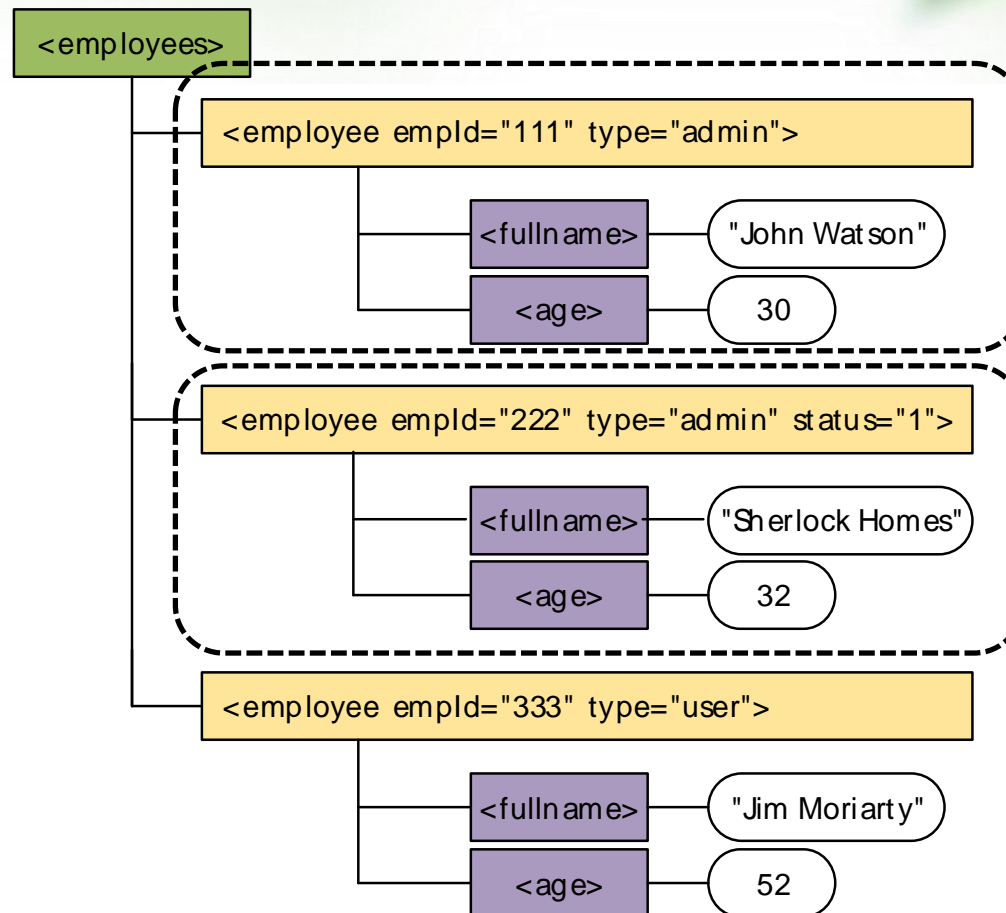 <employees>
<employee empId="111" type="admin">
<fullname> "John Watson"
<age> 30
<employee empId="222" type="admin" status="1">
<fullname> "Sherlock Homes"
<age> 32
<employee empId="333" type="user">
<fullname> "Jim Moriarty"
<age> 52